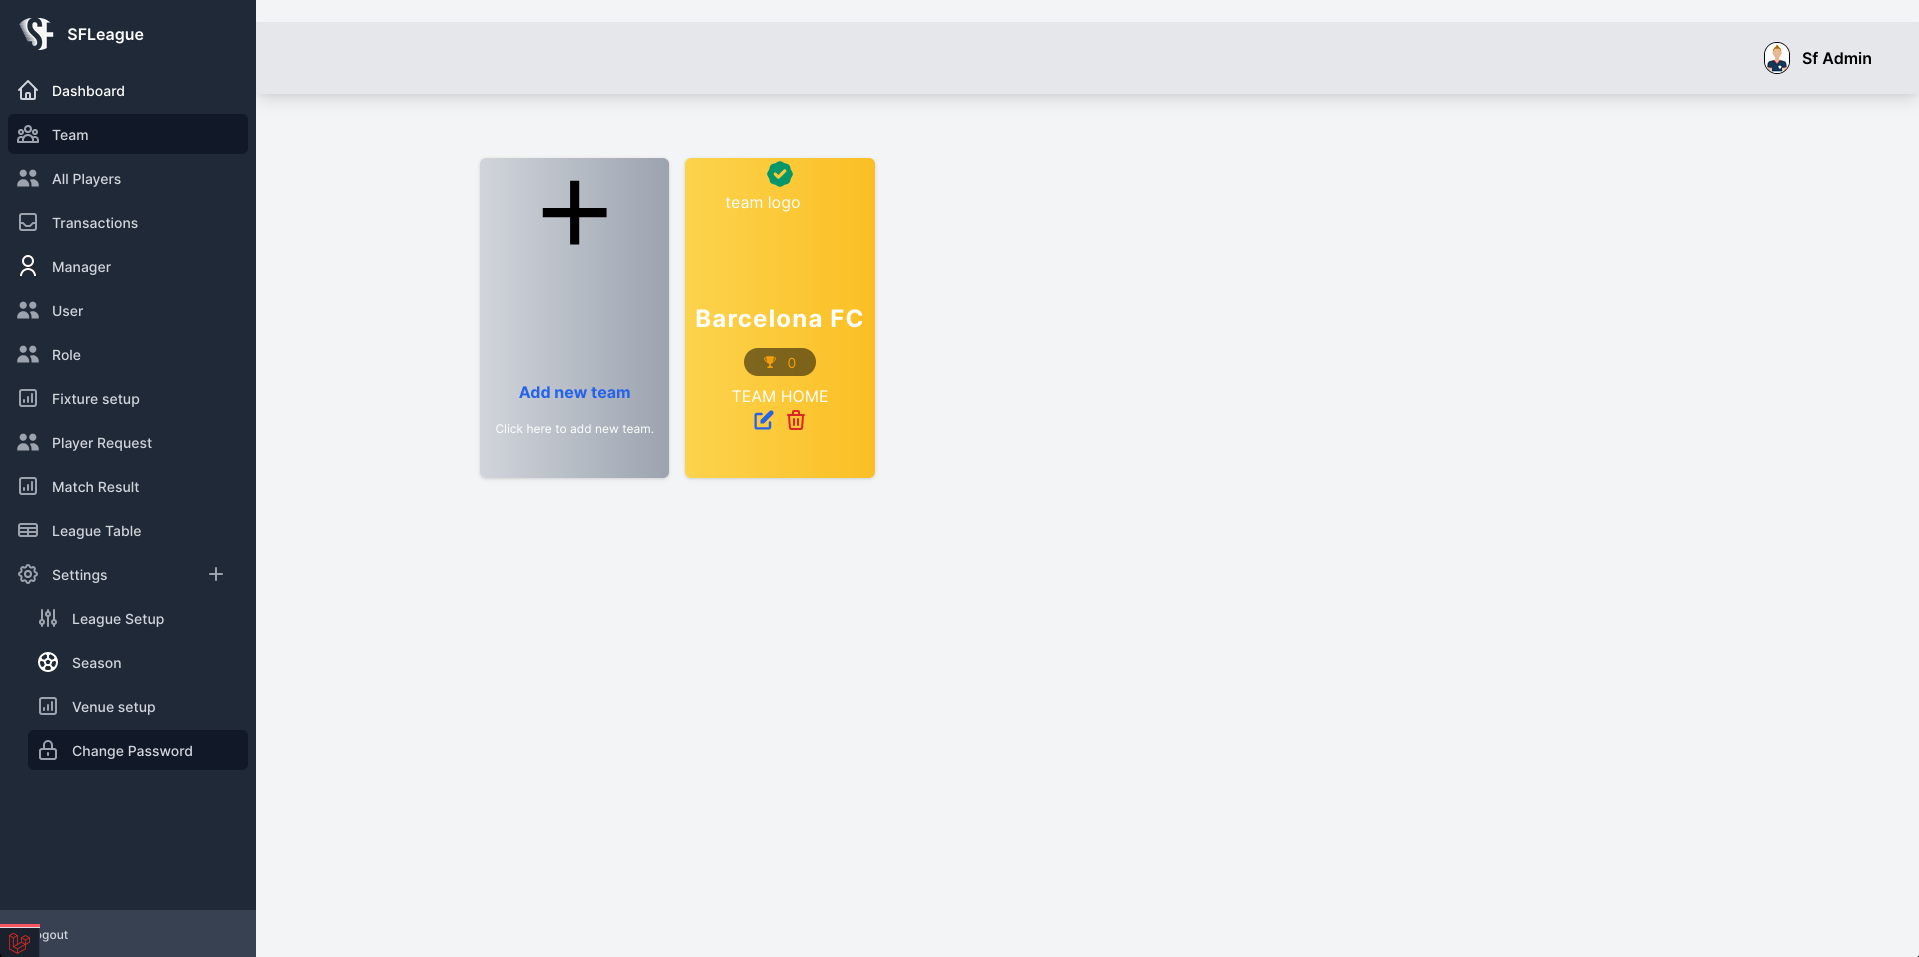 SFLeague
Dashboard
Team
All Players
Transactions
Manager
User
Role
Fixture setup
Player Request
Match Result
League Table
Settings
League Setup
Season
Venue setup
Change Password
ogout
Sf Admin
Add new team
Click here to add new team.
team logo
Barcelona FC
0
TEAM HOME